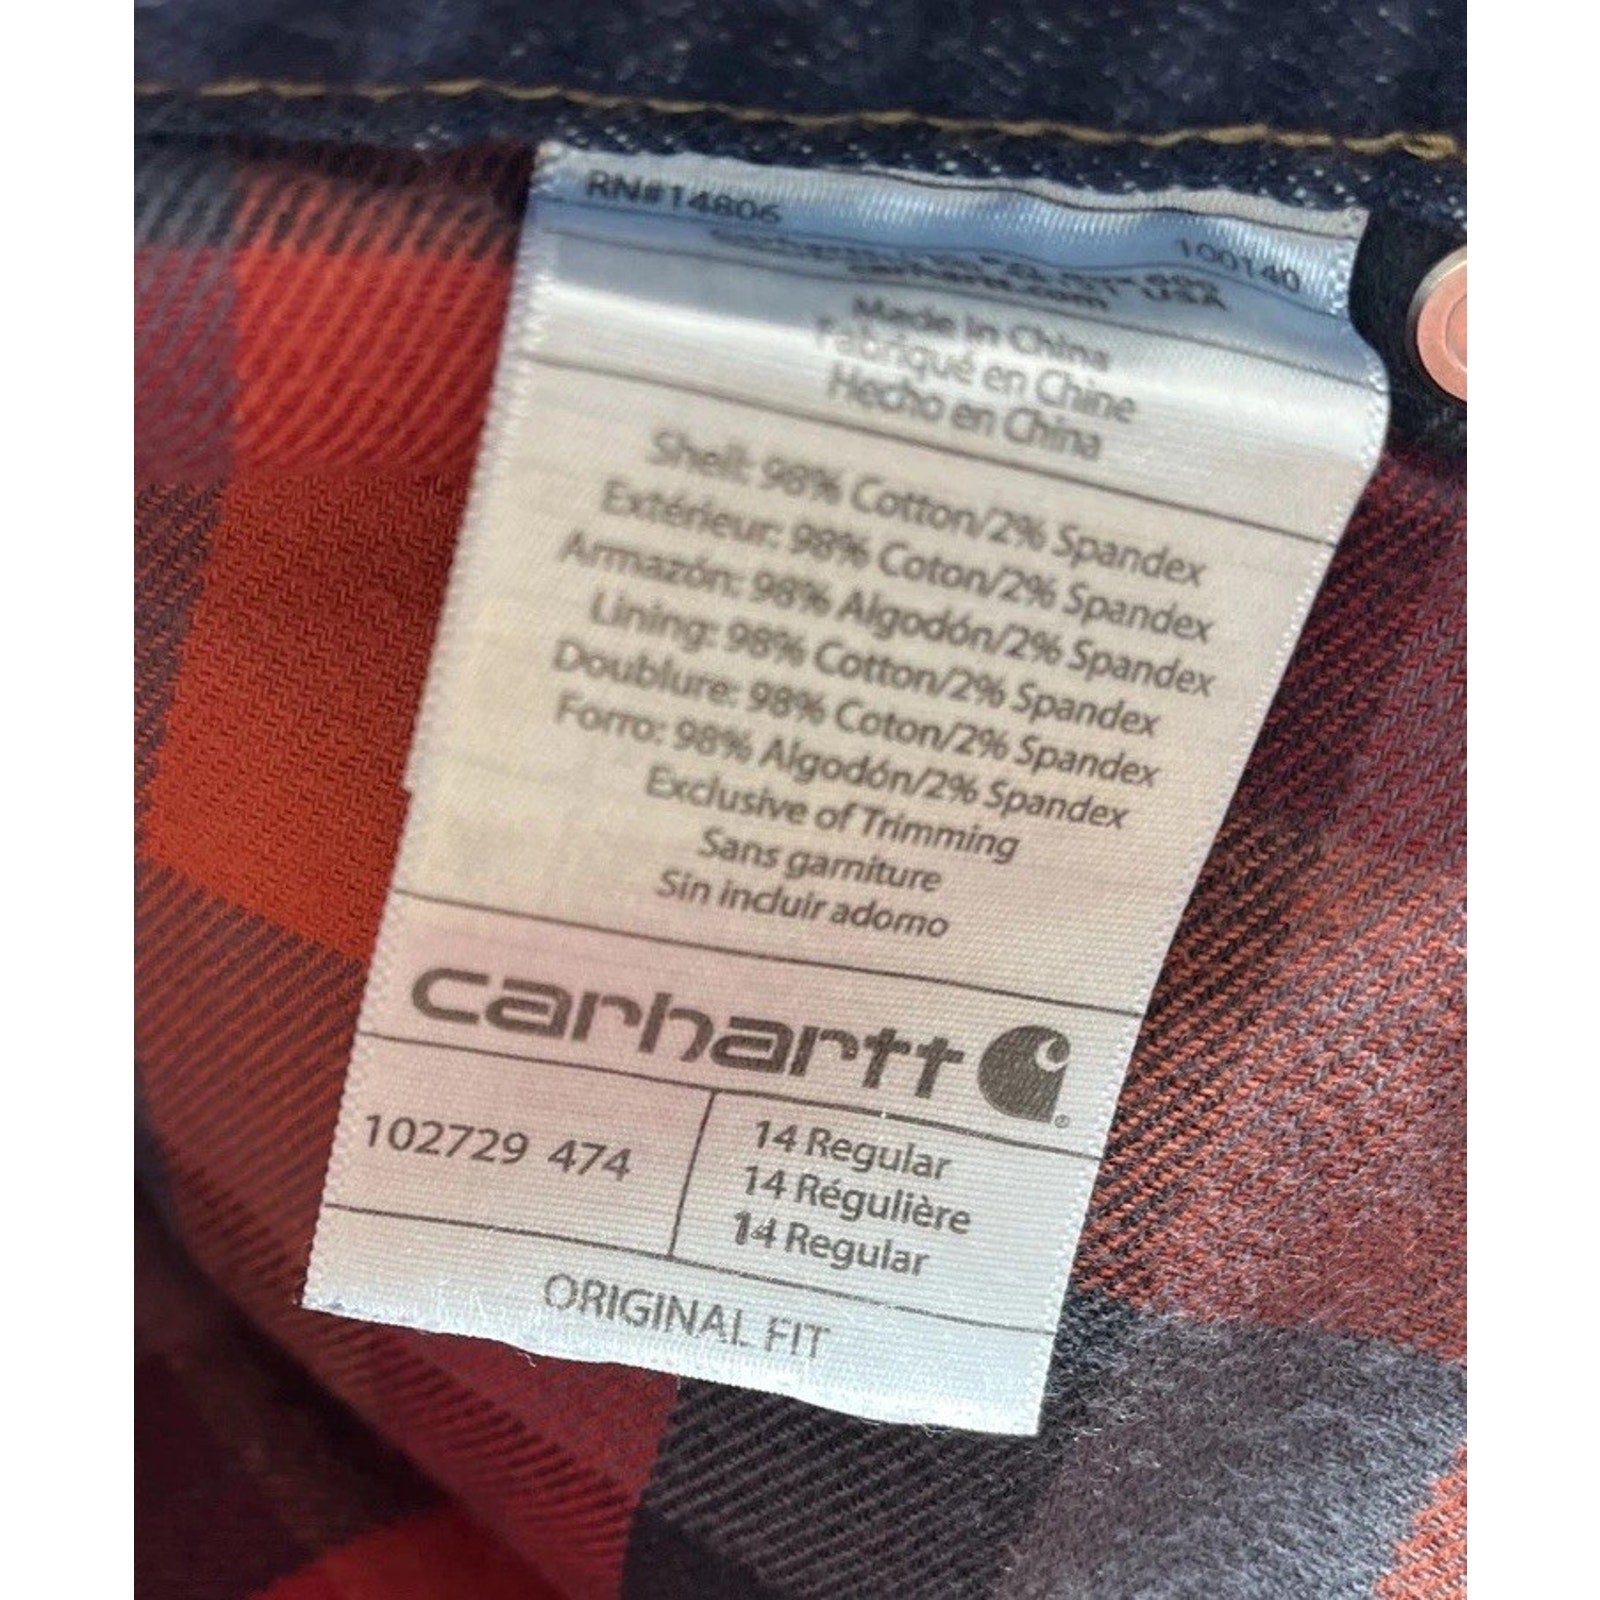 RN#14806
100140
carhartt.com USA
Made in China
Fabriqué en Chine
Hecho en China
Shell: 98% Cotton/2% Spandex
Extérieur: 98% Coton/2% Spandex
Armazón: 98% Algodón/2% Spandex
Lining: 98% Cotton/2% Spandex
Doublure: 98% Coton/2% Spandex
Forro: 98% Algodón/2% Spandex
Exclusive of Trimming
Sans garniture
Sin incluir adorno
carhartt
102729 474
14 Regular
14 Régulière
14 Regular
ORIGINAL FIT